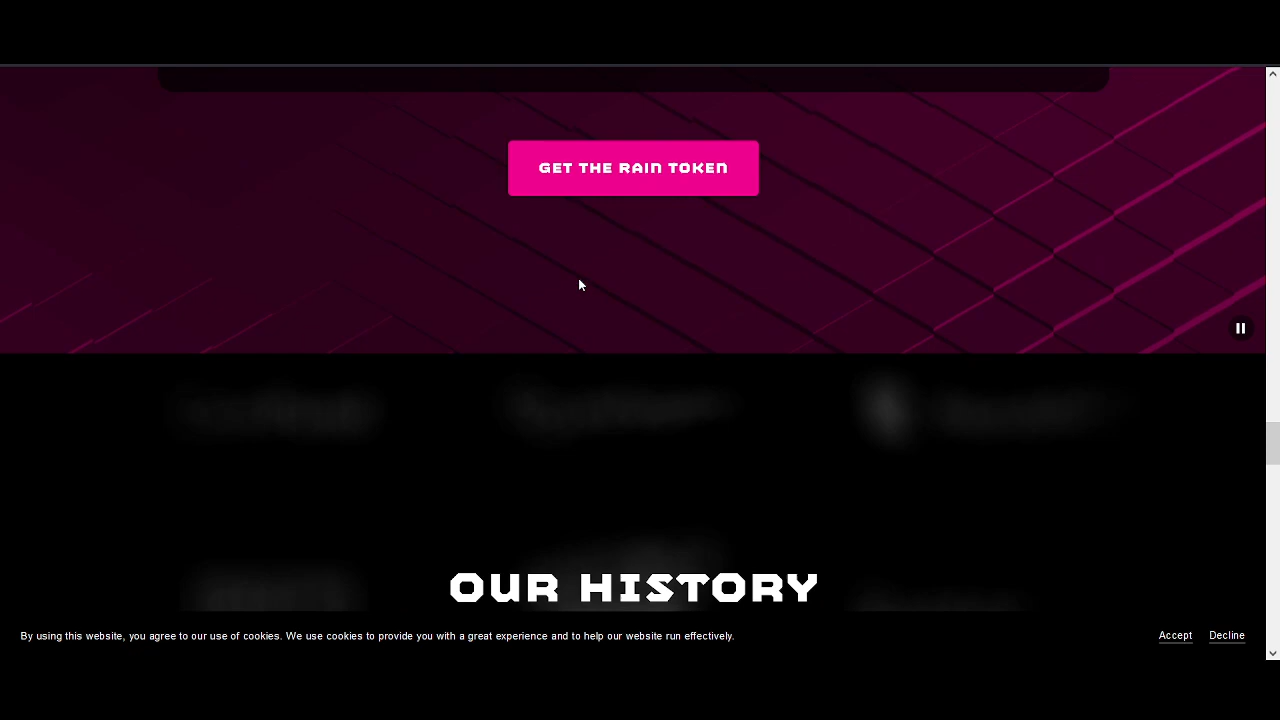 GET THE RAIN TOKEN
OUR HISTORY
By using this website, you agree to our use of cookies. We use cookies to provide you with a great experience and to help our website run effectively.
Accept
Decline